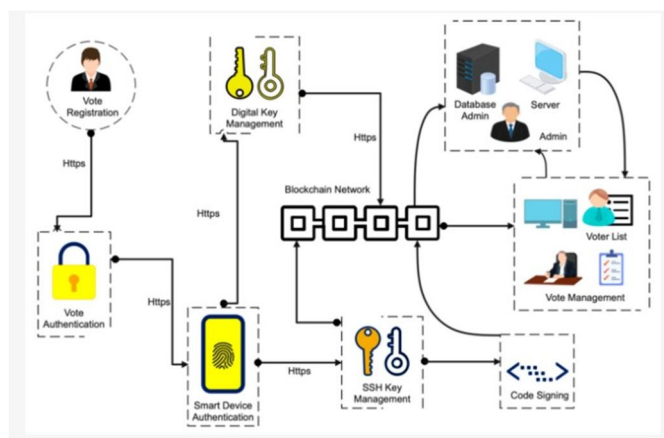 Vote
Registration
Https
Digital Key
Management
Database
Admin
Server
Admin
Https
Https
Blockchain Network
Voter List
Vote Management
Vote
Authentication
Https
Smart Device
Authentication
Https
SSH Key
Management
Code Signing